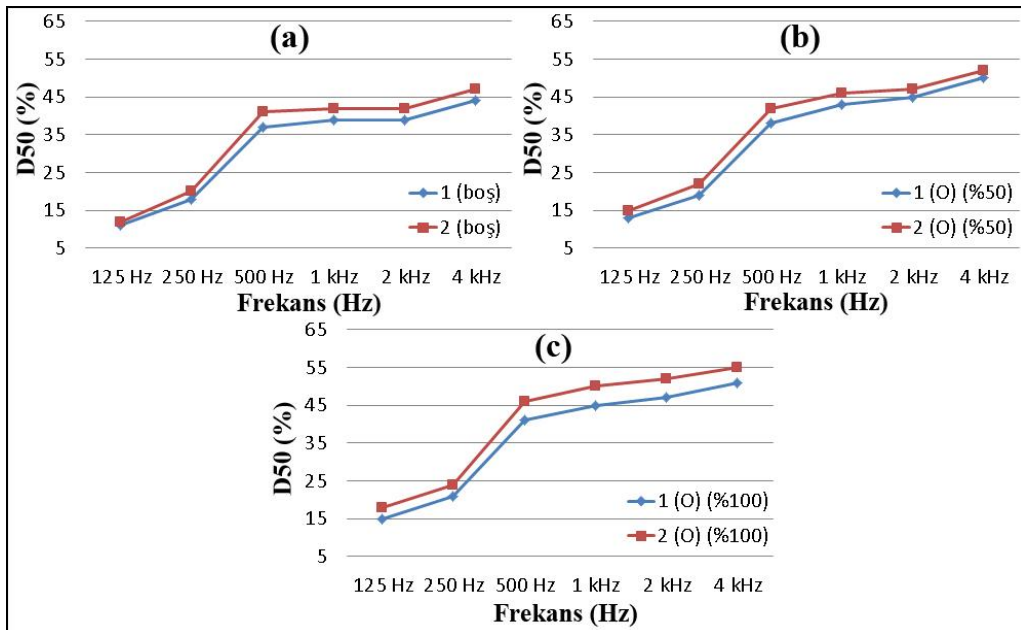 (a)
65
55
45
35
25
15
5
D50 (%)
1 (boş)
2 (boş)
125 Hz 250 Hz 500 Hz 1 kHz 2 kHz 4 kHz
Frekans (Hz)
(b)
65
55
45
35
25
15
5
D50 (%)
1 (O) (%50)
2 (O) (%50)
125 Hz 250 Hz 500 Hz 1 kHz 2 kHz 4 kHz
Frekans (Hz)
(c)
65
55
45
35
25
15
5
D50 (%)
1 (O) (%100)
2 (O) (%100)
125 Hz 250 Hz 500 Hz 1 kHz 2 kHz 4 kHz
Frekans (Hz)